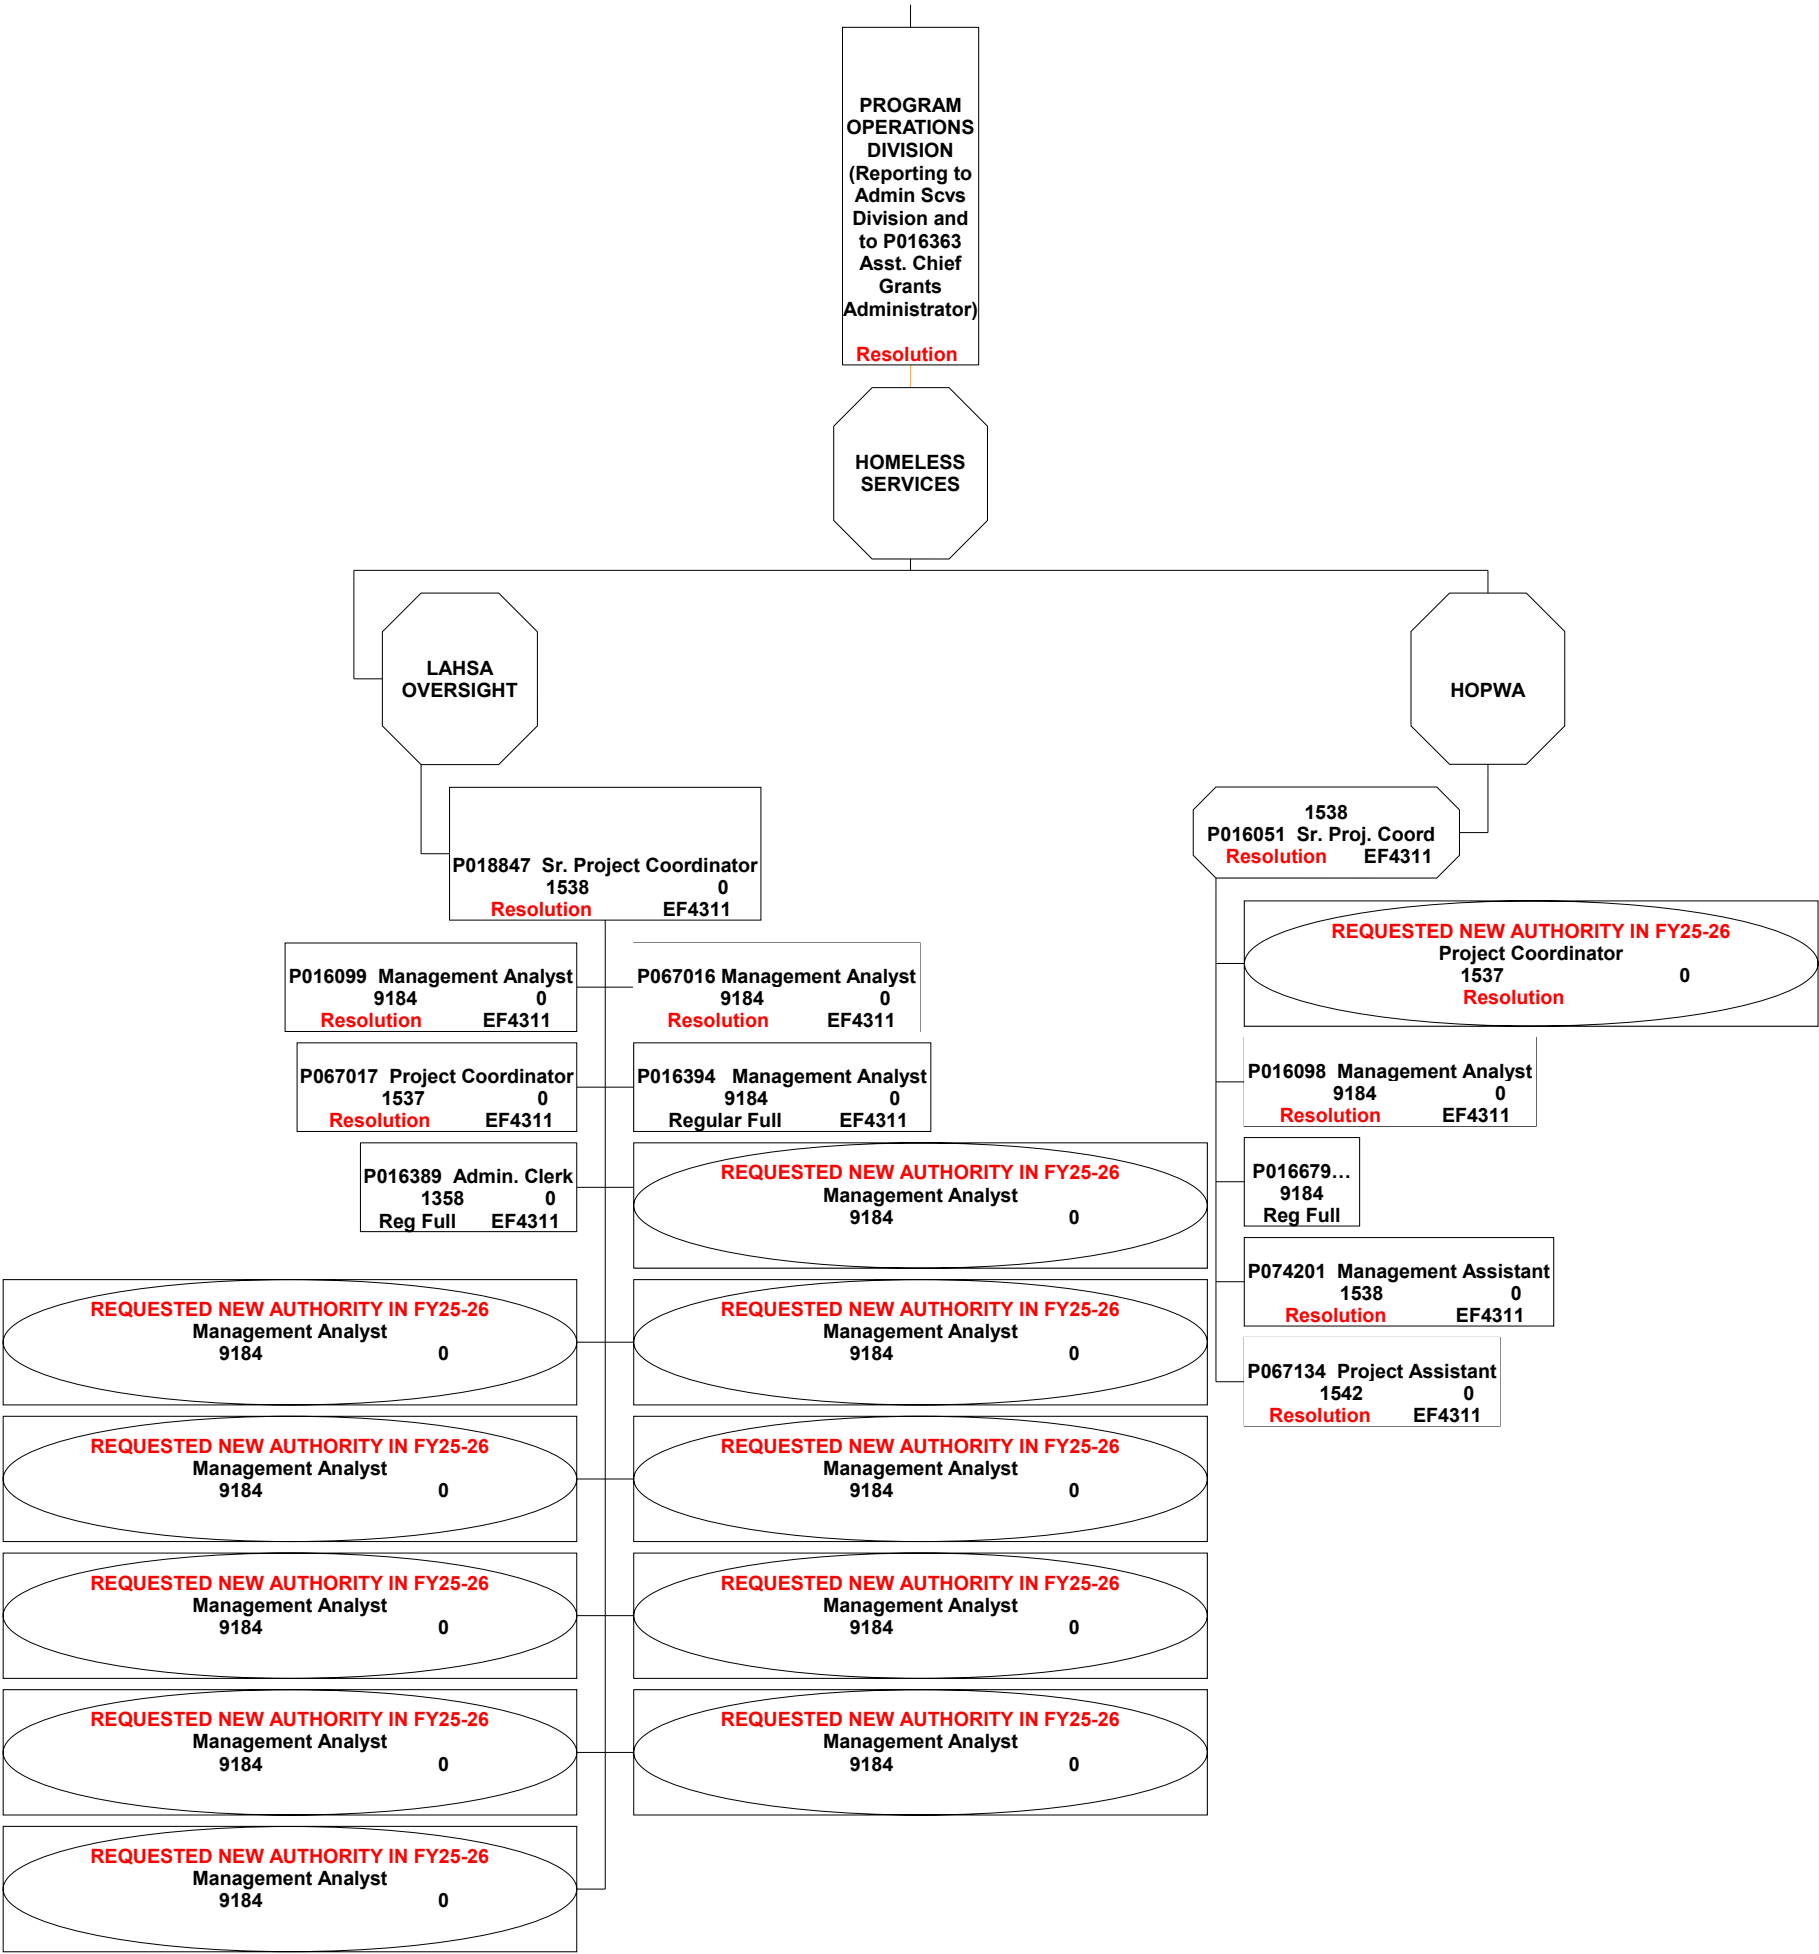 PROGRAM
OPERATIONS
DIVISION
(Reporting to
Admin Scvs
Division and
to P016363
Asst. Chief
Grants
Administrator)
Resolution
HOMELESS
SERVICES
LAHSA
OVERSIGHT
HOPWA
P018847 Sr. Project Coordinator
1538 0
Resolution EF4311
1538
P016051 Sr. Proj. Coord
Resolution EF4311
P016099 Management Analyst
9184 0
Resolution EF4311
P067016 Management Analyst
9184 0
Resolution EF4311
P067017 Project Coordinator
1537 0
Resolution EF4311
P016394 Management Analyst
9184 0
Regular Full EF4311
P016389 Admin. Clerk
1358 0
Reg Full EF4311
REQUESTED NEW AUTHORITY IN FY25-26
Management Analyst
9184 0
REQUESTED NEW AUTHORITY IN FY25-26
Management Analyst
9184 0
REQUESTED NEW AUTHORITY IN FY25-26
Management Analyst
9184 0
REQUESTED NEW AUTHORITY IN FY25-26
Management Analyst
9184 0
REQUESTED NEW AUTHORITY IN FY25-26
Management Analyst
9184 0
REQUESTED NEW AUTHORITY IN FY25-26
Management Analyst
9184 0
REQUESTED NEW AUTHORITY IN FY25-26
Management Analyst
9184 0
REQUESTED NEW AUTHORITY IN FY25-26
Management Analyst
9184 0
REQUESTED NEW AUTHORITY IN FY25-26
Management Analyst
9184 0
REQUESTED NEW AUTHORITY IN FY25-26
Management Analyst
9184 0
REQUESTED NEW AUTHORITY IN FY25-26
Project Coordinator
1537 0
Resolution
P016098 Management Analyst
9184 0
Resolution EF4311
P016679…
9184
Reg Full
P074201 Management Assistant
1538 0
Resolution EF4311
P067134 Project Assistant
1542 0
Resolution EF4311